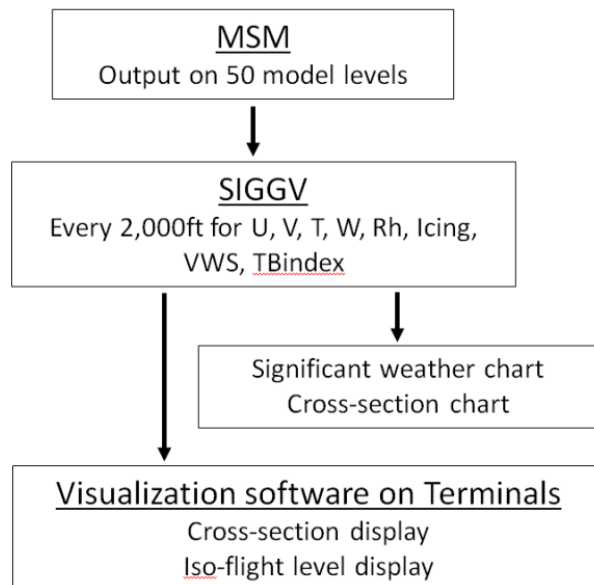 MSM
Output on 50 model levels
SIGGV
Every 2,000ft for U, V, T, W, Rh, Icing,
VWS, TBindex
Significant weather chart
Cross-section chart
Visualization software on Terminals
Cross-section display
Iso-flight level display